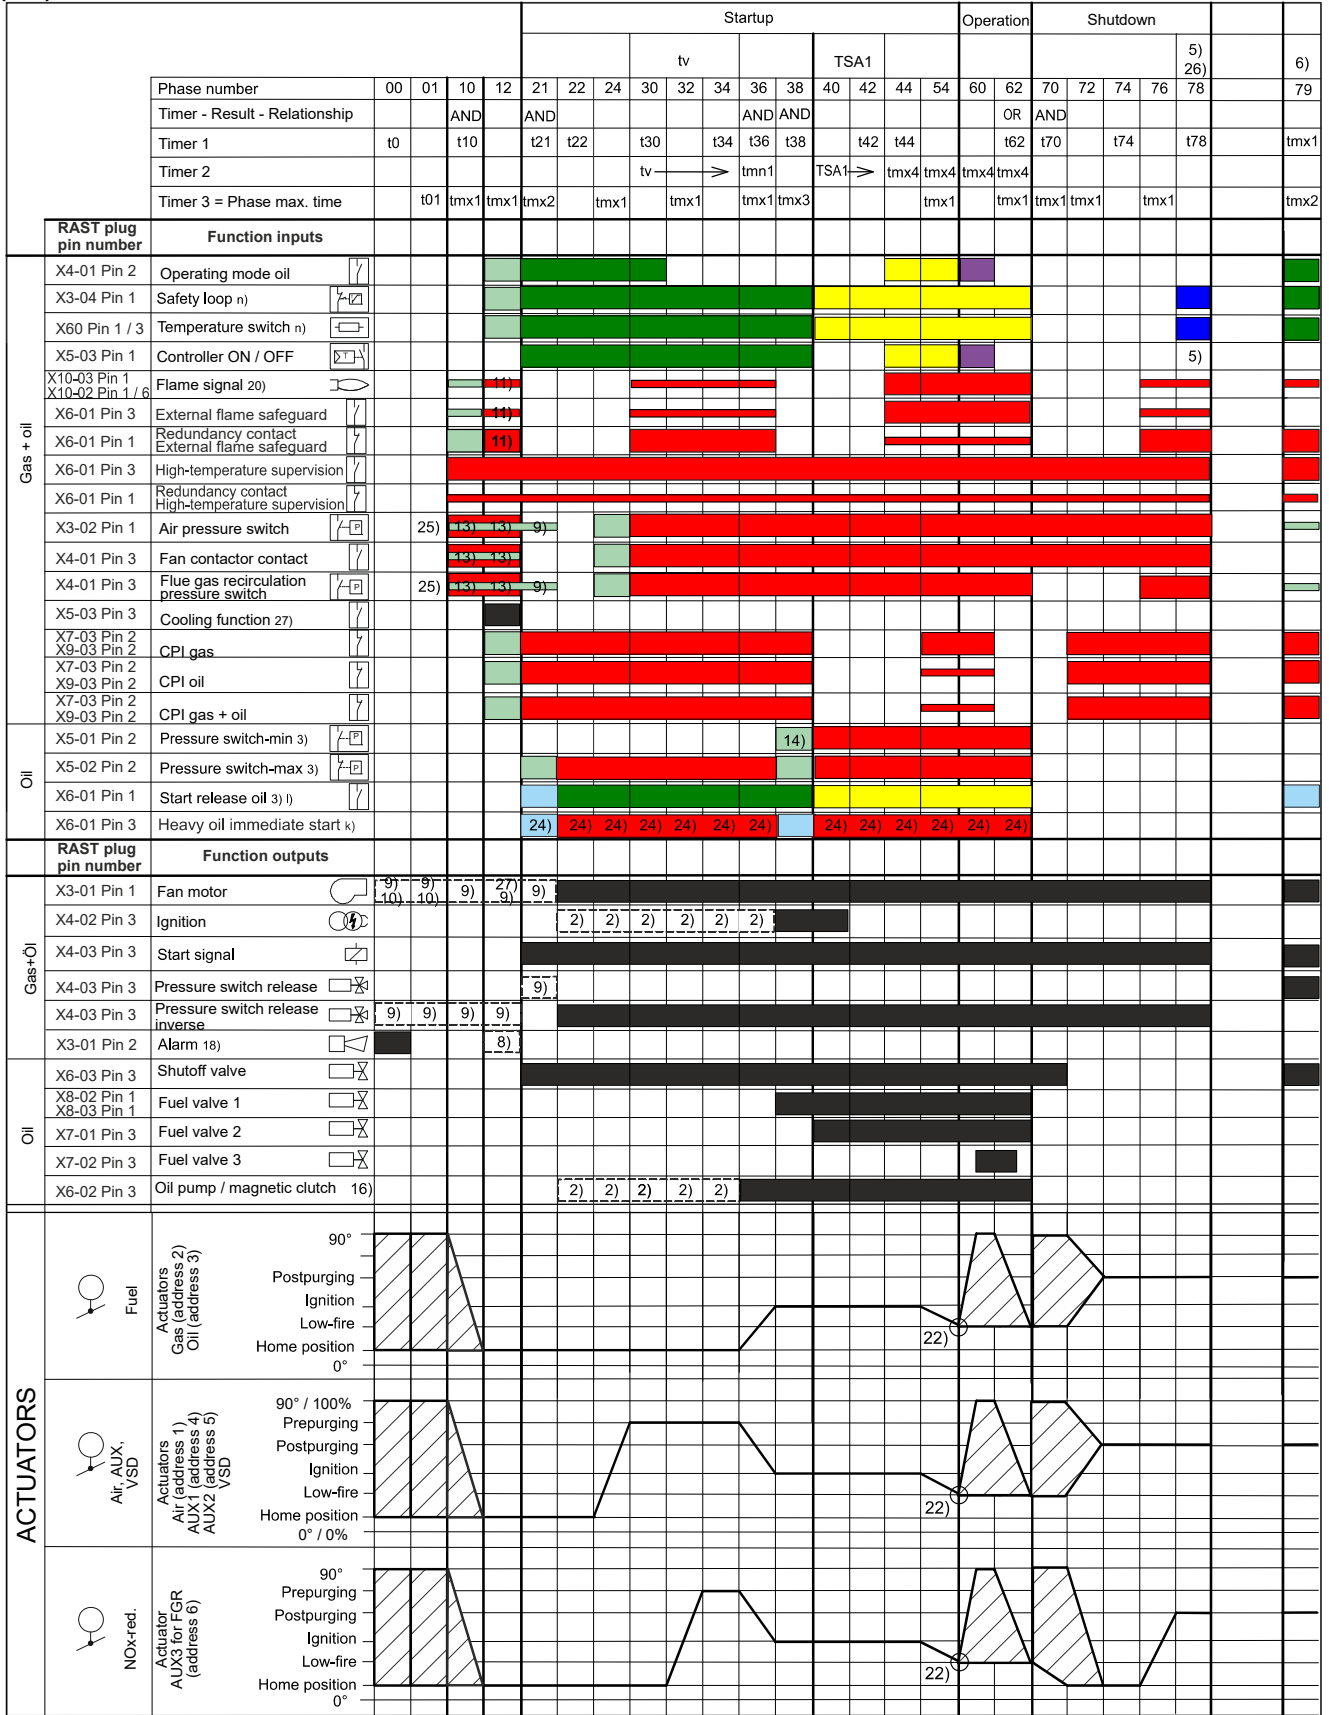 Startup Operation Shutdown
tv TSA1 5) 26) 6)
Phase number 00 01 10 12 21 22 24 30 32 34 36 38 40 42 44 54 60 62 70 72 74 76 78 79
Timer - Result - Relationship AND AND AND AND OR AND
Timer 1 t0 t10 t21 t22 t30 t34 t36 t38 t42 t44 t62 t70 t74 t78 tmx1
Timer 2 tv tmn1 TSA1 tmx4 tmx4 tmx4 tmx4
Timer 3 = Phase max. time t01 tmx1 tmx1 tmx2 tmx1 tmx1 tmx1 tmx3 tmx1 tmx1 tmx1 tmx1 tmx1 tmx2
RAST plug pin number Function inputs
Gas + oil
X4-01 Pin 2 Operating mode oil
X3-04 Pin 1 Safety loop n)
X60 Pin 1 / 3 Temperature switch n)
X5-03 Pin 1 Controller ON / OFF 5)
X10-03 Pin 1
X10-02 Pin 1 / 6 Flame signal 20) 11)
X6-01 Pin 3 External flame safeguard 11)
X6-01 Pin 1 Redundancy contact External flame safeguard 11)
X6-01 Pin 3 High-temperature supervision
X6-01 Pin 1 Redundancy contact High-temperature supervision
X3-02 Pin 1 Air pressure switch P 25) 13) 13) 9)
X4-01 Pin 3 Fan contactor contact 13) 13)
X4-01 Pin 3 Flue gas recirculation pressure switch P 25) 13) 13) 9)
X5-03 Pin 3 Cooling function 27)
X7-03 Pin 2
X9-03 Pin 2 CPI gas
X7-03 Pin 2
X9-03 Pin 2 CPI oil
X7-03 Pin 2
X9-03 Pin 2 CPI gas + oil
Oil
X5-01 Pin 2 Pressure switch-min 3) P 14)
X5-02 Pin 2 Pressure switch-max 3) P
X6-01 Pin 1 Start release oil 3) l)
X6-01 Pin 3 Heavy oil immediate start k) 24) 24) 24) 24) 24) 24) 24) 24) 24) 24) 24) 24) 24)
RAST plug pin number Function outputs
Gas+Öl
X3-01 Pin 1 Fan motor 9) 10) 9) 10) 9) 27) 9) 9)
X4-02 Pin 3 Ignition 2) 2) 2) 2) 2) 2)
X4-03 Pin 3 Start signal
X4-03 Pin 3 Pressure switch release 9)
X4-03 Pin 3 Pressure switch release inverse 9) 9) 9) 9)
X3-01 Pin 2 Alarm 18) 8)
Oil
X6-03 Pin 3 Shutoff valve
X8-02 Pin 1
X8-03 Pin 1 Fuel valve 1
X7-01 Pin 3 Fuel valve 2
X7-02 Pin 3 Fuel valve 3
X6-02 Pin 3 Oil pump / magnetic clutch 16) 2) 2) 2) 2) 2)
ACTUATORS
Fuel
Actuators
Gas (address 2)
Oil (address 3)
90°
Postpurging
Ignition
Low-fire
Home position
0°
22)
Air, AUX,
VSD
Actuators
Air (address 1)
AUX1 (address 4)
AUX2 (address 5)
VSD
90° / 100%
Prepurging
Postpurging
Ignition
Low-fire
Home position
0° / 0%
22)
NOx-red.
Actuator
AUX3 for FGR
(address 6)
90°
Prepurging
Postpurging
Ignition
Low-fire
Home position
0°
22)